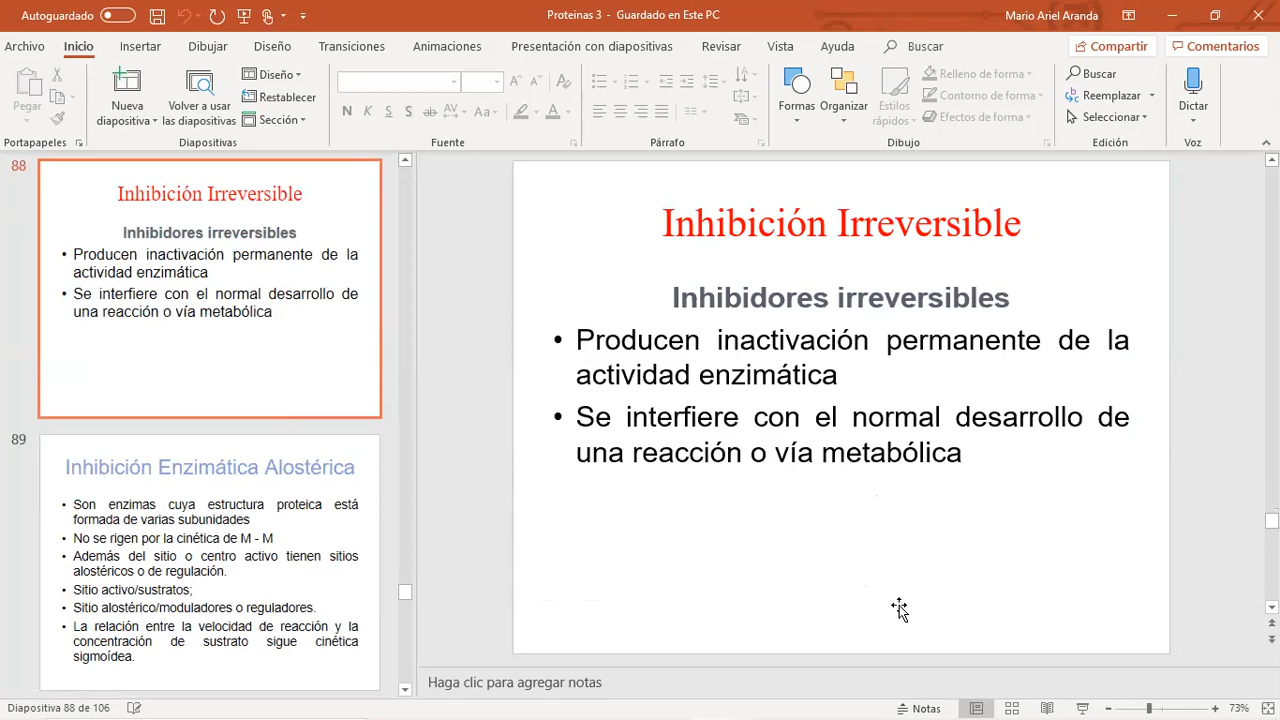 Autoguardado
Proteinas 3 - Guardado en Este PC
Mario Ariel Aranda
Archivo Inicio Insertar Dibujar Diseño Transiciones Animaciones Presentación con diapositivas Revisar Vista Ayuda Buscar Compartir Comentarios
Pegar
Nueva diapositiva
Volver a usar las diapositivas
Diseño
Restablecer
Sección
N K S S ab AV Aa A
Formas
Organizar
Estilos rápidos
Relleno de forma
Contorno de forma
Efectos de forma
Buscar
Reemplazar
Seleccionar
Dictar
Portapapeles Diapositivas Fuente Párrafo Dibujo Edición Voz
88
Inhibición Irreversible
Inhibidores irreversibles
• Producen inactivación permanente de la
actividad enzimática
• Se interfiere con el normal desarrollo de
una reacción o vía metabólica
89
Inhibición Enzimática Alostérica
• Son enzimas cuya estructura proteica está
formada de varias subunidades
• No se rigen por la cinética de M - M
• Además del sitio o centro activo tienen sitios
alostéricos o de regulación.
• Sitio activo/sustratos;
• Sitio alostérico/moduladores o reguladores.
• La relación entre la velocidad de reacción y la
concentración de sustrato sigue cinética
sigmoídea.
Inhibición Irreversible
Inhibidores irreversibles
• Producen inactivación permanente de la
actividad enzimática
• Se interfiere con el normal desarrollo de
una reacción o vía metabólica
Haga clic para agregar notas
Diapositiva 88 de 106
Notas
73%